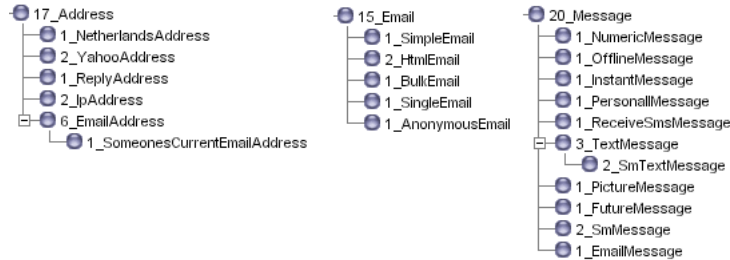 17_Address
1_NetherlandsAddress
2_YahooAddress
1_ReplyAddress
2_IpAddress
6_EmailAddress
1_SomeonesCurrentEmailAddress
15_Email
1_SimpleEmail
2_HtmlEmail
1_BulkEmail
1_SingleEmail
1_AnonymousEmail
20_Message
1_NumericMessage
1_OfflineMessage
1_InstantMessage
1_PersonallMessage
1_ReceiveSmsMessage
3_TextMessage
2_SmTextMessage
1_PictureMessage
1_FutureMessage
2_SmMessage
1_EmailMessage